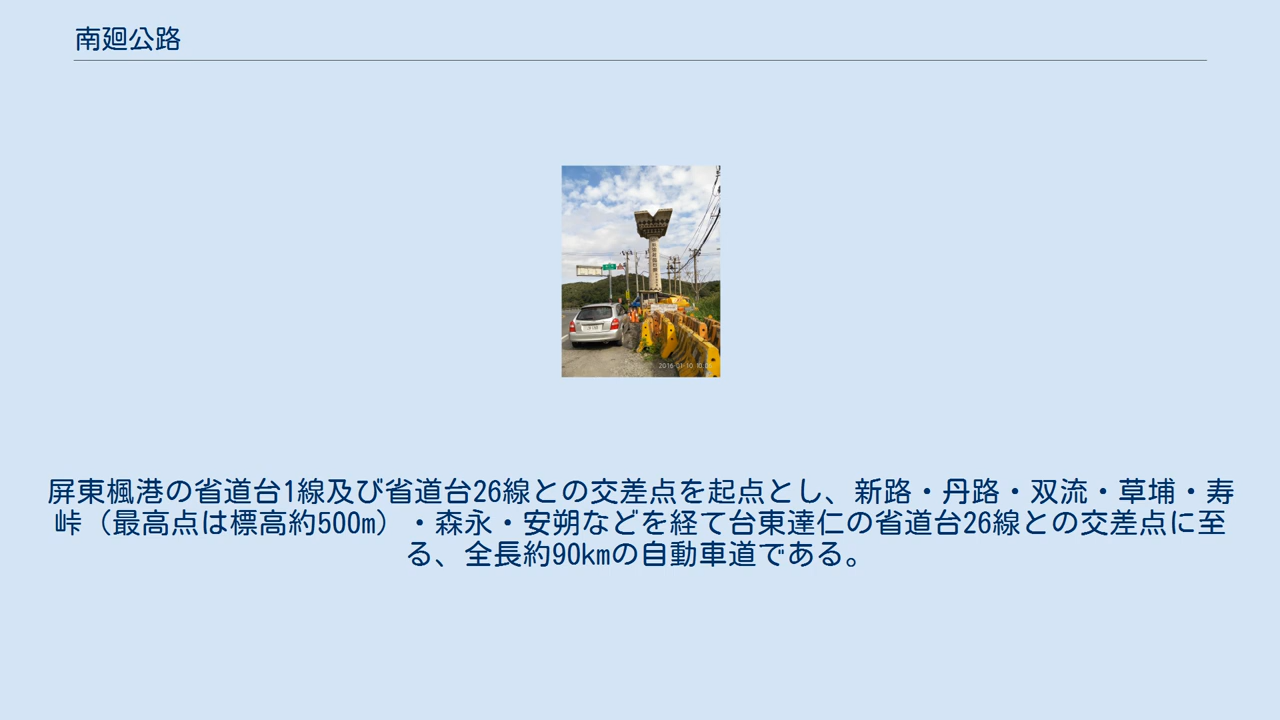 南廻公路
2016-01-10 10:
屏東楓港の省道台1線及び省道台26線との交差点を起点とし、新路・丹路・双流・草埔・寿
峠（最高点は標高約500m）・森永・安朔などを経て台東達仁の省道台26線との交差点に至
る、全長約90kmの自動車道である。